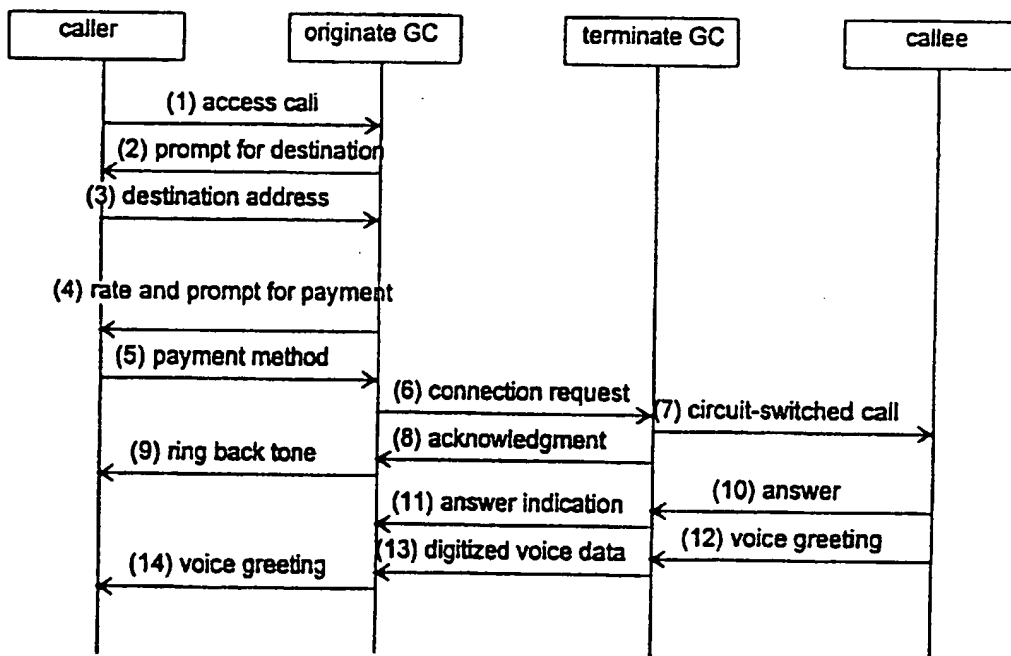 caller
originate GC
terminate GC
callee
(1) access call
(2) prompt for destination
(3) destination address
(4) rate and prompt for payment
(5) payment method
(6) connection request
(7) circuit-switched call
(8) acknowledgment
(9) ring back tone
(10) answer
(11) answer indication
(12) voice greeting
(13) digitized voice data
(14) voice greeting